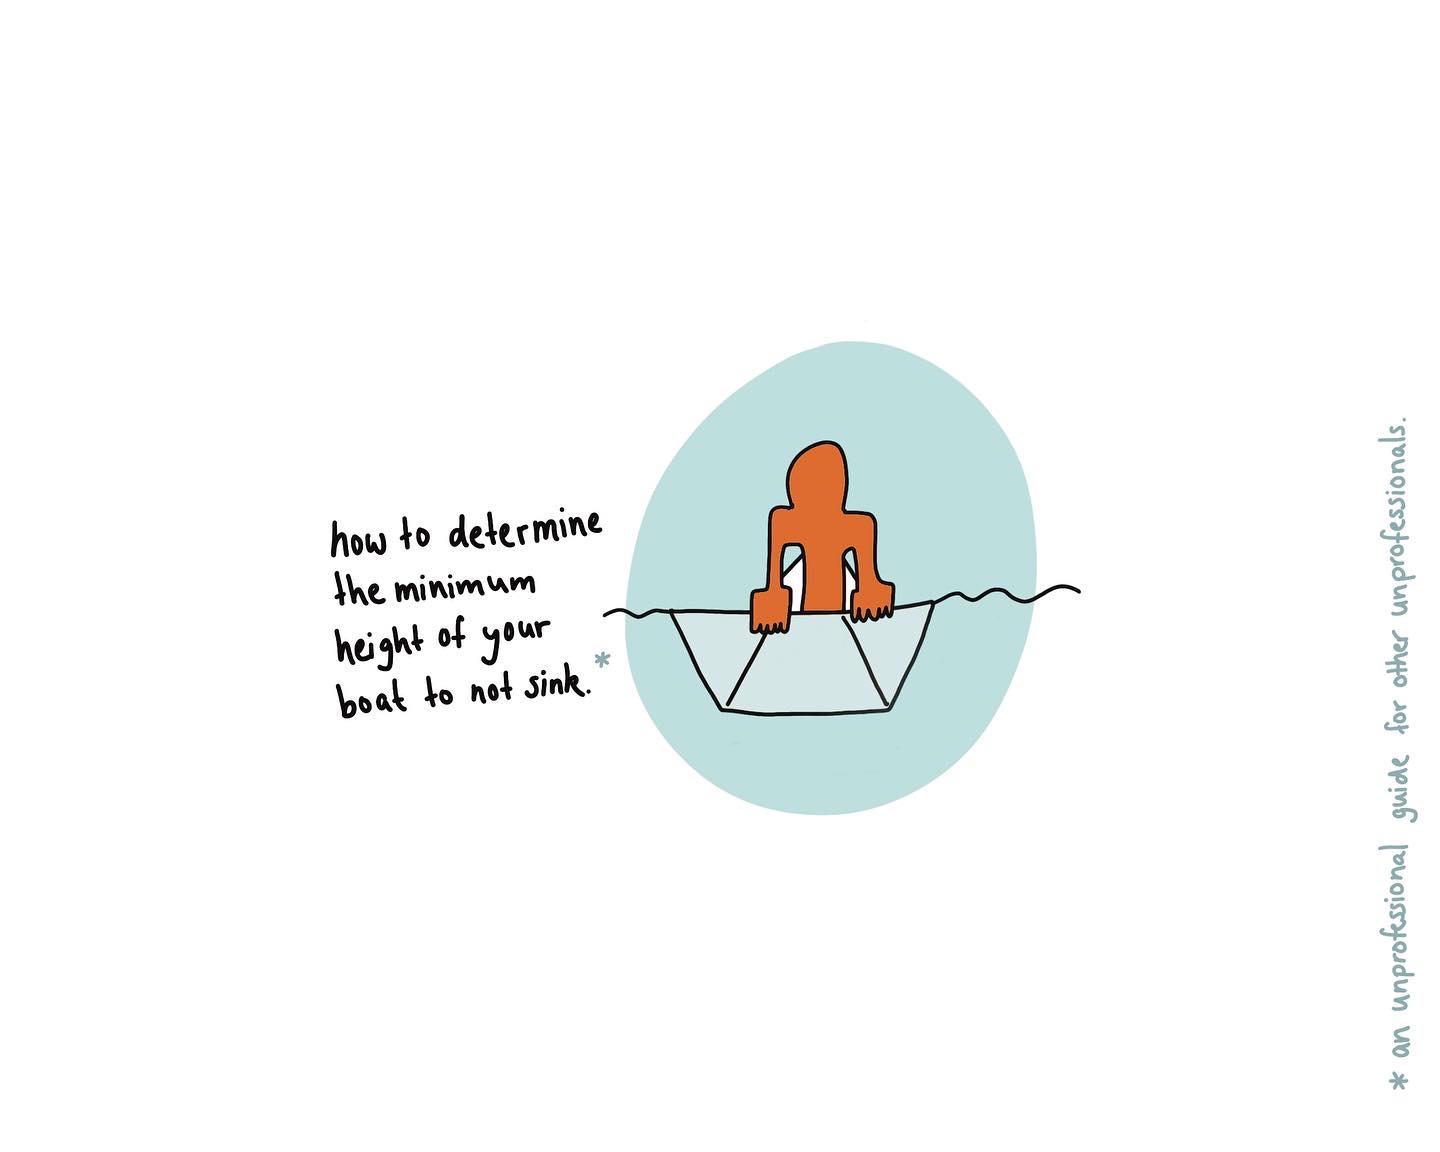 how to determine
the minimum
height of your
boat to not sink.*
* an unprofessional guide for other unprofessionals.